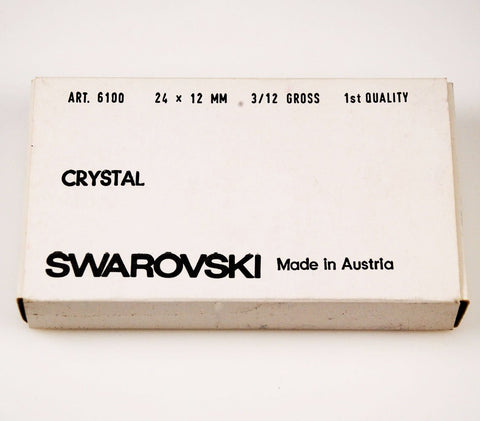 ART. 6100 24 x 12 MM 3/12 GROSS 1st QUALITY
CRYSTAL
SWAROVSKI Made in Austria